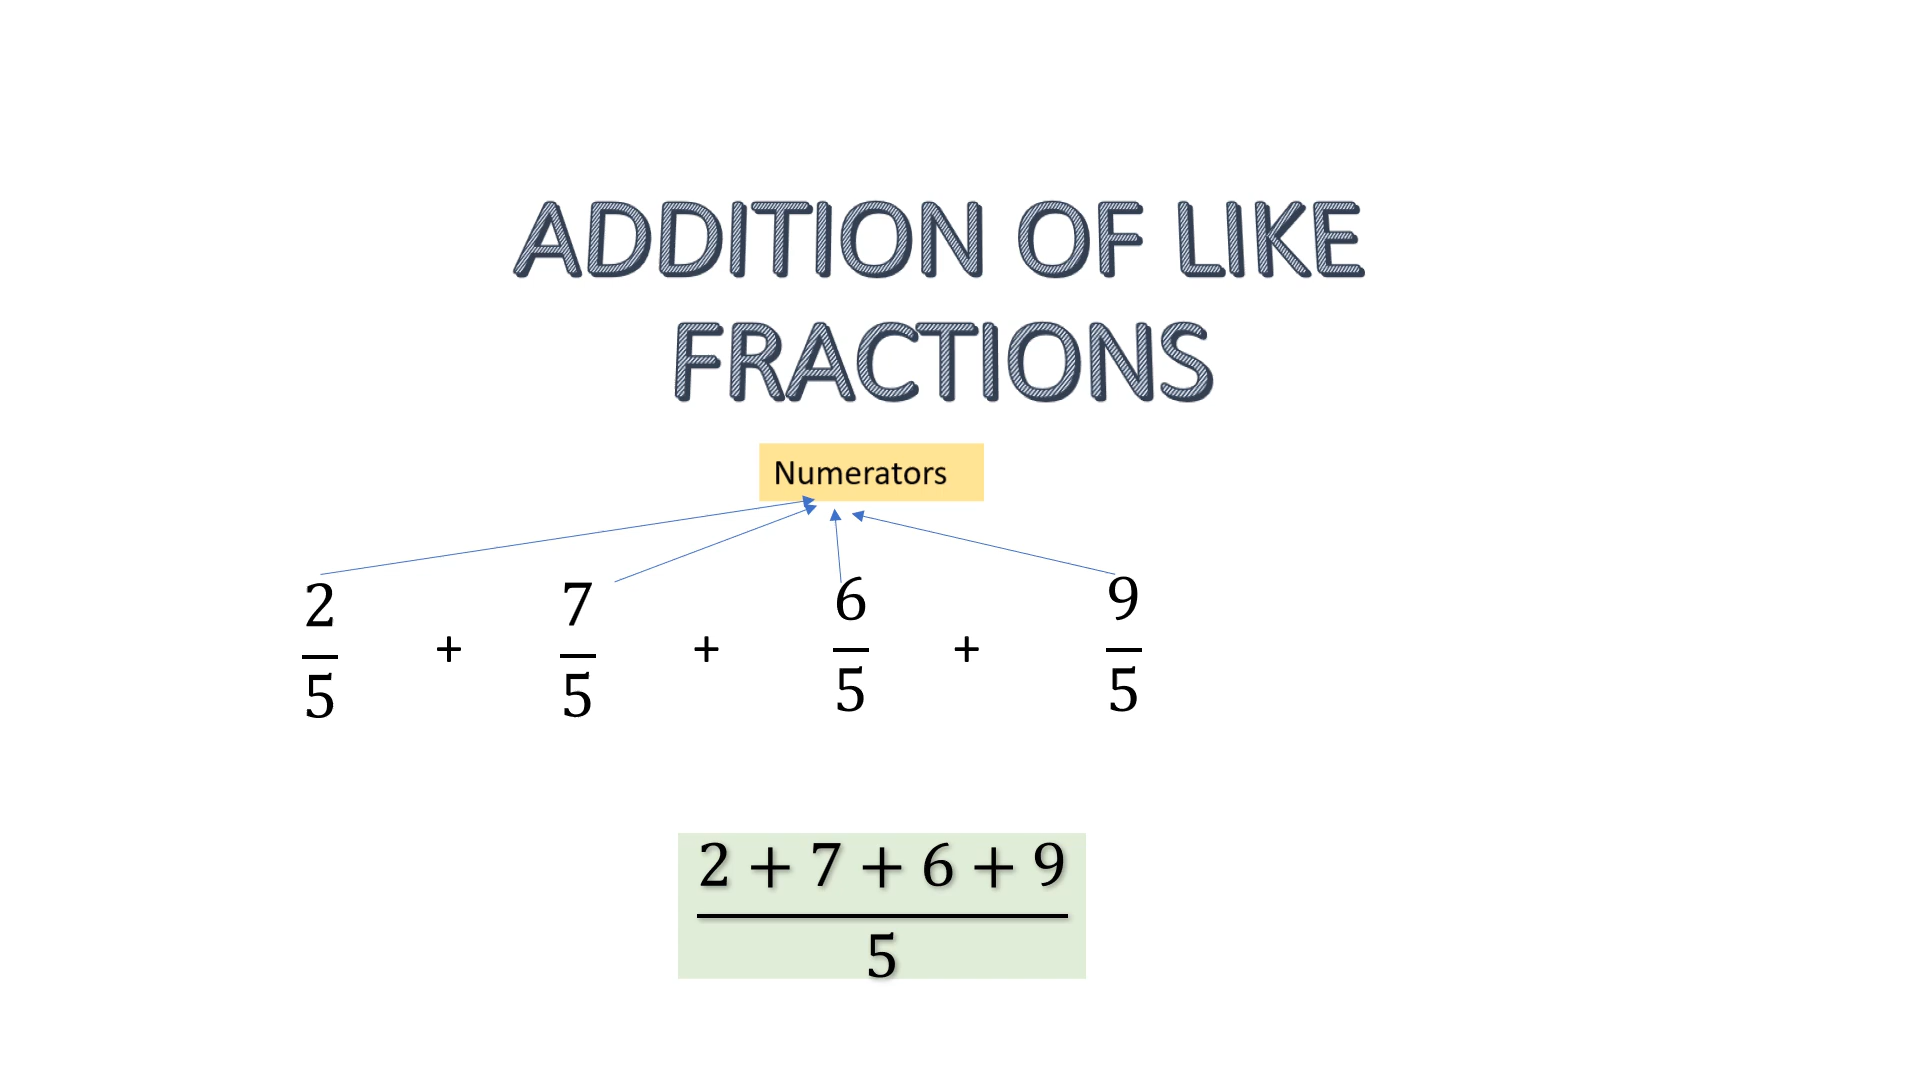 ADDITION OF LIKE
FRACTIONS
Numerators
2/5 + 7/5 + 6/5 + 9/5
2 + 7 + 6 + 9
5